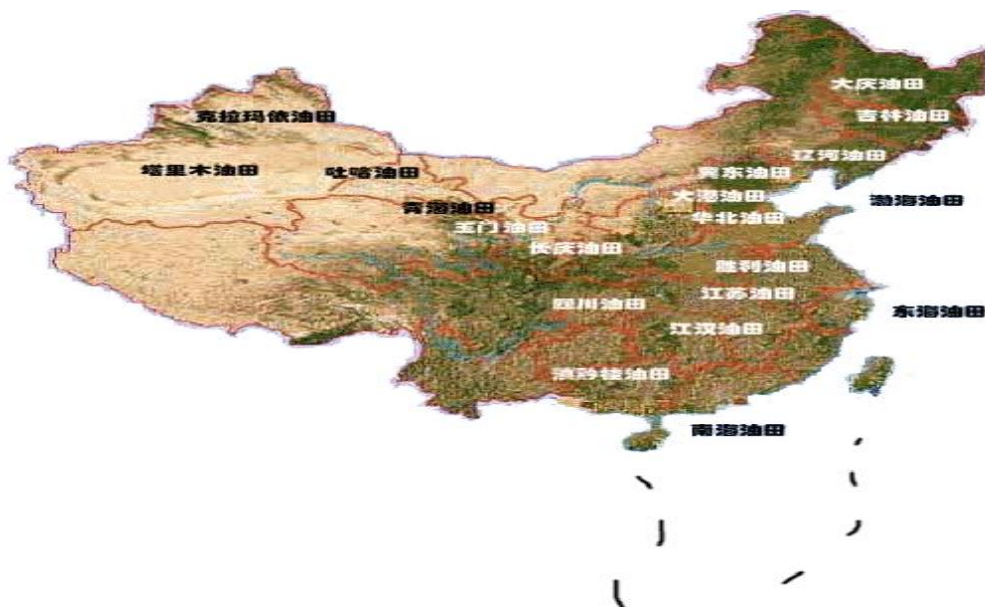 大庆油田
克拉玛依油田
吉林油田
辽河油田
塔里木油田
吐哈油田
冀东油田
大港油田
渤海油田
青海油田
华北油田
玉门油田
长庆油田
胜利油田
江苏油田
四川油田
东海油田
江汉油田
滇黔桂油田
南海油田